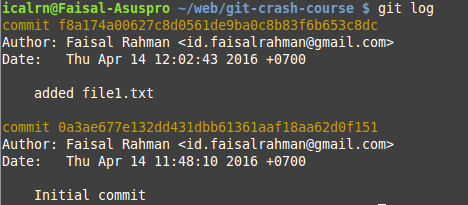 icalrn@Faisal-Asuspro ~/web/git-crash-course $ git log
commit f8a174a00627c8d0561de9ba0c8b83f6b653c8dc
Author: Faisal Rahman <id.faisalrahman@gmail.com>
Date:   Thu Apr 14 12:02:43 2016 +0700
    added file1.txt
commit 0a3ae677e132dd431dbb61361aaf18aa62d0f151
Author: Faisal Rahman <id.faisalrahman@gmail.com>
Date:   Thu Apr 14 11:48:10 2016 +0700
    Initial commit